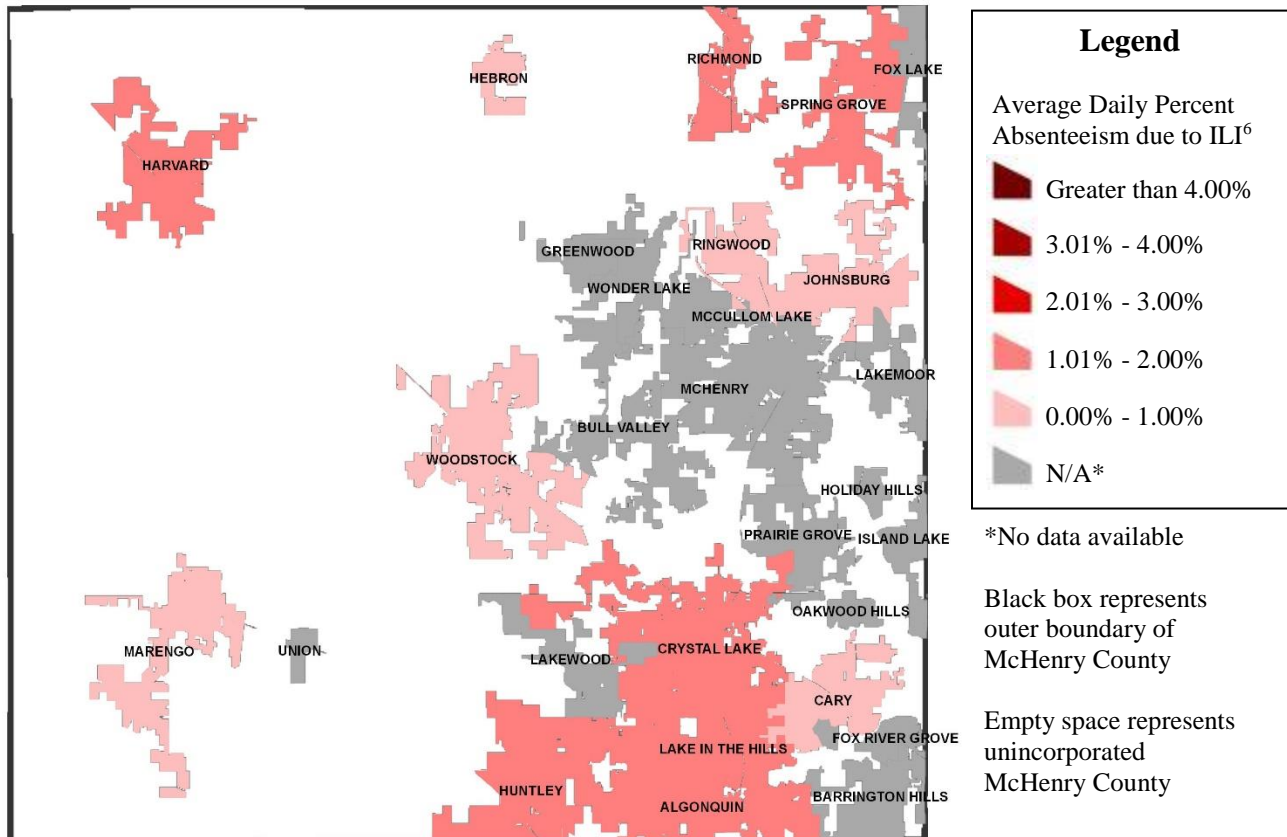 RICHMOND
FOX LAKE
HEBRON
SPRING GROVE
HARVARD
GREENWOOD
RINGWOOD
JOHNSBURG
WONDER LAKE
MCCULLOM LAKE
LAKEMOOR
MCHENRY
BULL VALLEY
WOODSTOCK
HOLIDAY HILLS
PRAIRIE GROVE
ISLAND LAKE
OAKWOOD HILLS
MARENGO
UNION
LAKEWOOD
CRYSTAL LAKE
CARY
FOX RIVER GROVE
LAKE IN THE HILLS
HUNTLEY
ALGONQUIN
BARRINGTON HILLS
Legend
Average Daily Percent
Absenteeism due to ILI⁶
Greater than 4.00%
3.01% - 4.00%
2.01% - 3.00%
1.01% - 2.00%
0.00% - 1.00%
N/A*
*No data available
Black box represents
outer boundary of
McHenry County
Empty space represents
unincorporated
McHenry County